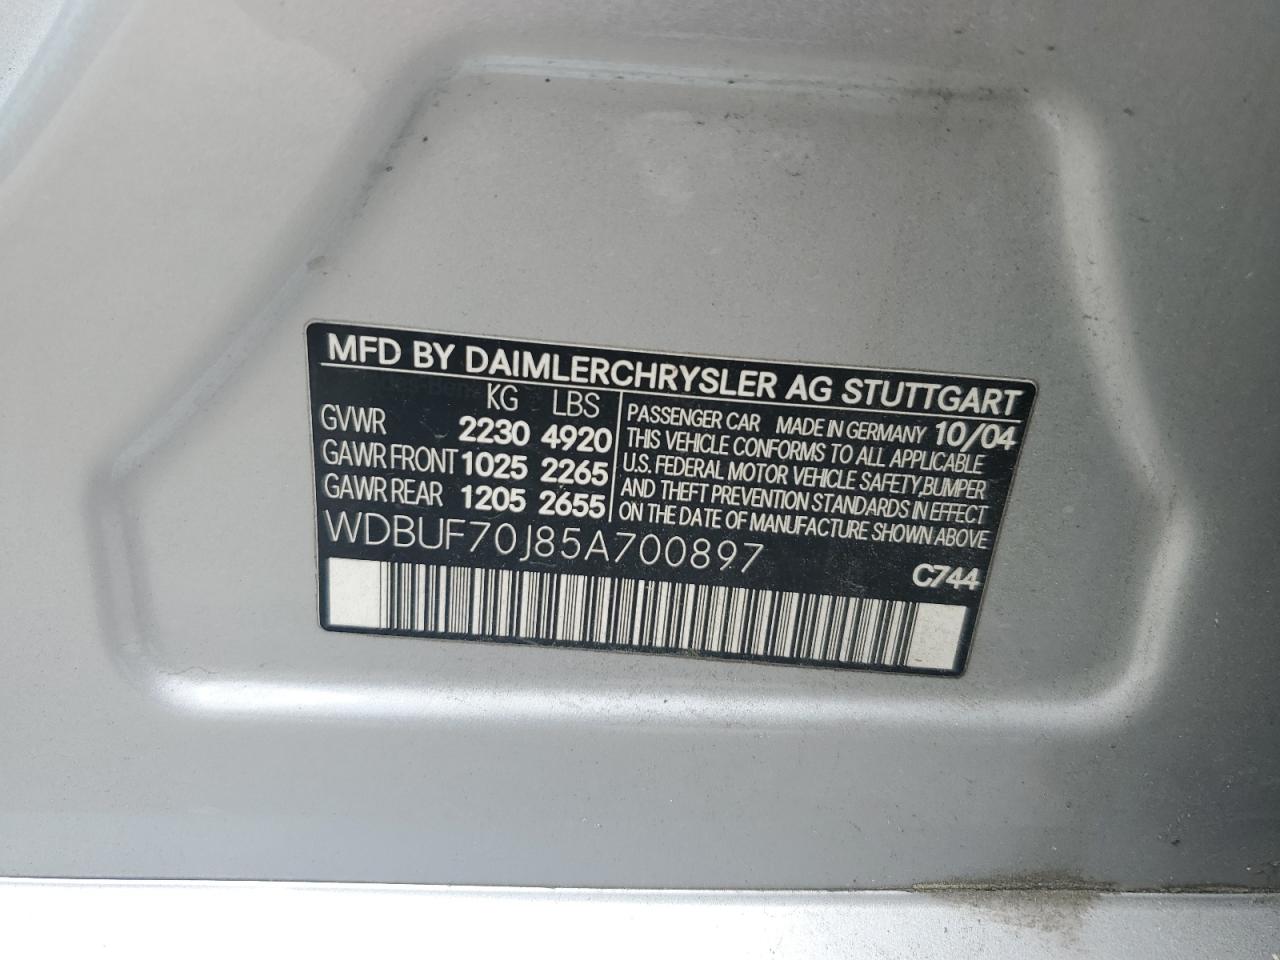 MFD BY DAIMLERCHRYSLER AG STUTTGART
KG LBS
GVWR 2230 4920
GAWR FRONT 1025 2265
GAWR REAR 1205 2655
PASSENGER CAR MADE IN GERMANY 10/04
THIS VEHICLE CONFORMS TO ALL APPLICABLE
U.S. FEDERAL MOTOR VEHICLE SAFETY,BUMPER
AND THEFT PREVENTION STANDARDS IN EFFECT
ON THE DATE OF MANUFACTURE SHOWN ABOVE
WDBUF70J85A700897
C744